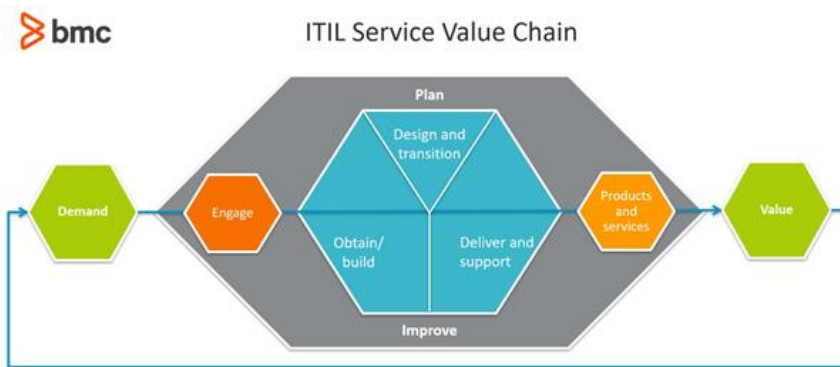 bmc
ITIL Service Value Chain
Plan
Design and
transition
Demand
Engage
Products
and
services
Value
Obtain/
build
Deliver and
support
Improve